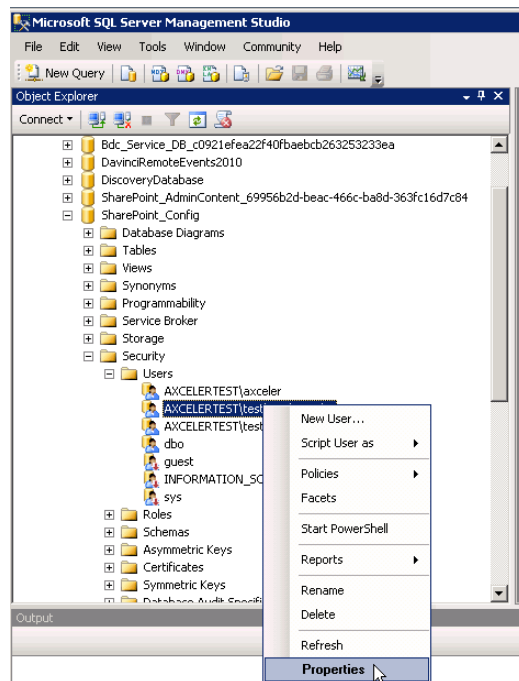 Microsoft SQL Server Management Studio
File Edit View Tools Window Community Help
New Query
Object Explorer
Connect
Bdc_Service_DB_c0921efea22f40fbaebcb263253233ea
DavinciRemoteEvents2010
DiscoveryDatabase
SharePoint_AdminContent_69956b2d-beac-466c-ba8d-363fc16d7c84
SharePoint_Config
Database Diagrams
Tables
Views
Synonyms
Programmability
Service Broker
Storage
Security
Users
AXCELERTEST\axceler
AXCELERTEST\test
AXCELERTEST\test
dbo
guest
INFORMATION_SC
sys
Roles
Schemas
Asymmetric Keys
Certificates
Symmetric Keys
Database Audit Specifi
New User...
Script User as
Policies
Facets
Start PowerShell
Reports
Rename
Delete
Refresh
Properties
Output